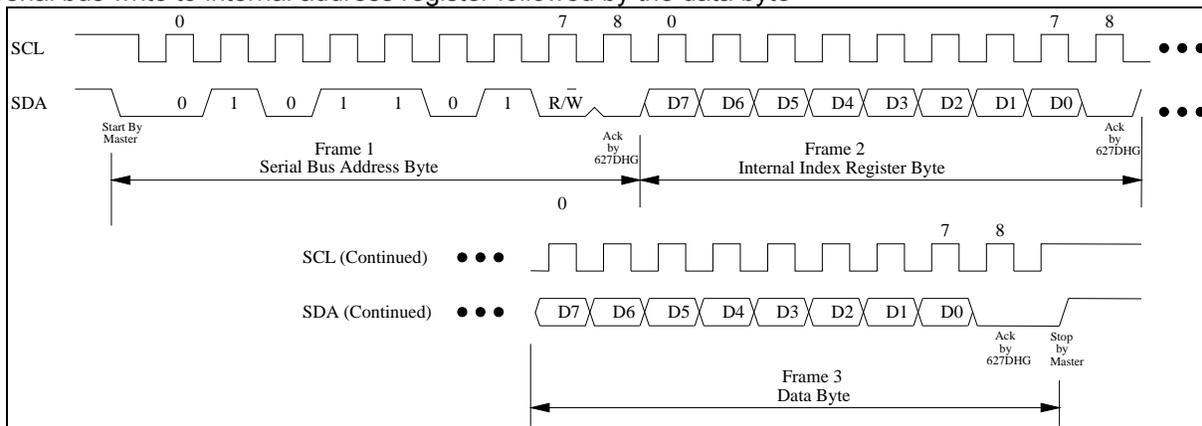 serial bus write to internal address register followed by the data byte
0 7 8 0 7 8
SCL
SDA 0 1 0 1 1 0 1 R/W D7 D6 D5 D4 D3 D2 D1 D0
Start By
Master
Ack
by
627DHG
Ack
by
627DHG
Frame 1
Serial Bus Address Byte
Frame 2
Internal Index Register Byte
0
7 8
SCL (Continued)
SDA (Continued) D7 D6 D5 D4 D3 D2 D1 D0
Ack
by
627DHG
Stop
by
Master
Frame 3
Data Byte